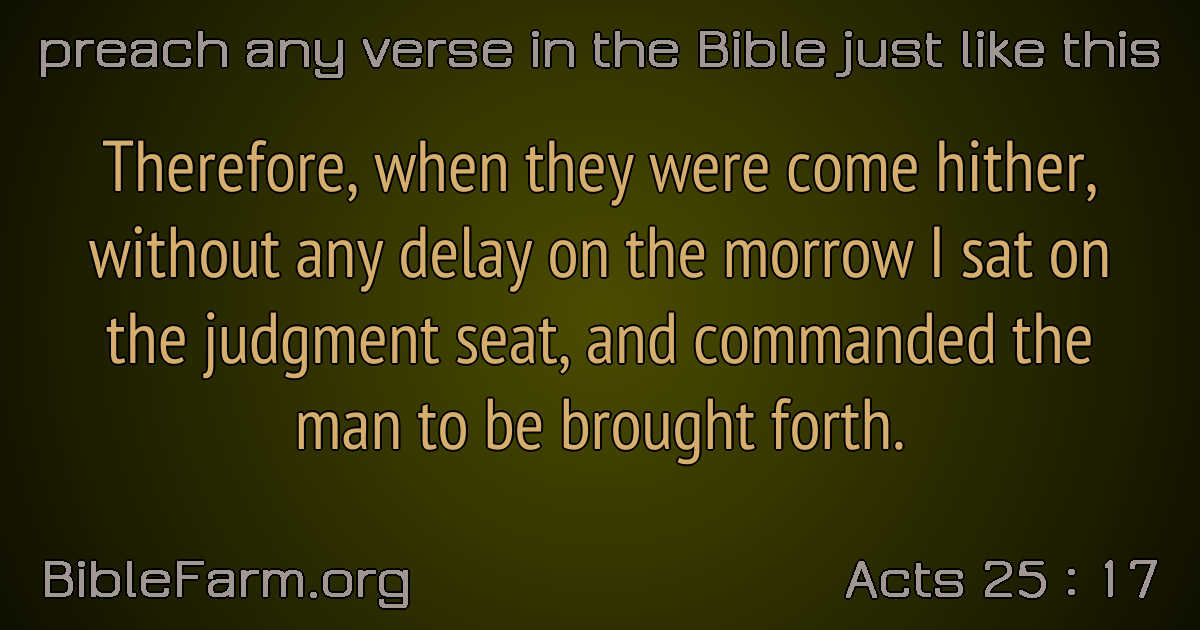 preach any verse in the Bible just like this
Therefore, when they were come hither,
without any delay on the morrow I sat on
the judgment seat, and commanded the
man to be brought forth.
BibleFarm.org
Acts 25 : 17